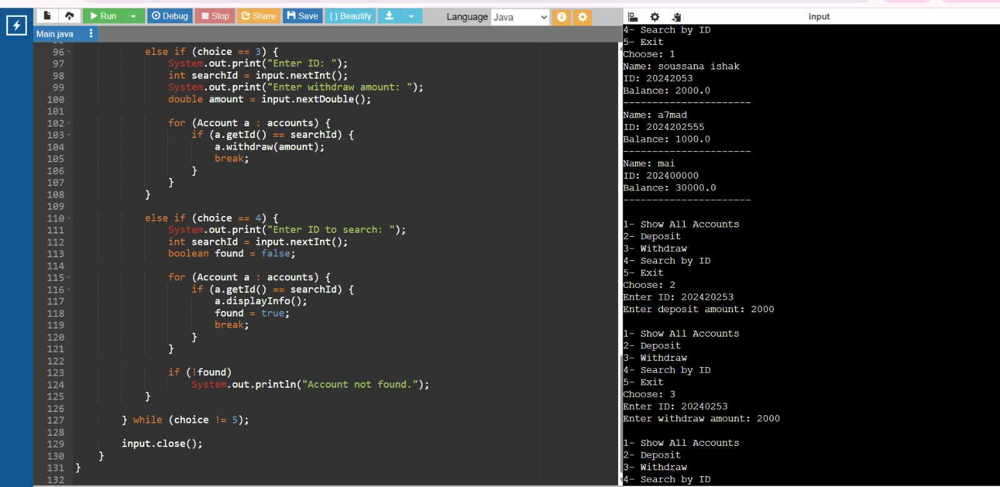 Run
Debug
Stop
Share
Save
{ } Beautify
Language Java
input
Main.java
96 else if (choice == 3) {
97 System.out.print("Enter ID: ");
98 int searchId = input.nextInt();
99 System.out.print("Enter withdraw amount: ");
100 double amount = input.nextDouble();
101
102 for (Account a : accounts) {
103 if (a.getId() == searchId) {
104 a.withdraw(amount);
105 break;
106 }
107 }
108 }
109
110 else if (choice == 4) {
111 System.out.print("Enter ID to search: ");
112 int searchId = input.nextInt();
113 boolean found = false;
114
115 for (Account a : accounts) {
116 if (a.getId() == searchId) {
117 a.displayInfo();
118 found = true;
119 break;
120 }
121 }
122
123 if (!found)
124 System.out.println("Account not found.");
125 }
126
127 } while (choice != 5);
128
129 input.close();
130 }
131 }
132
4- Search by ID
5- Exit
Choose: 1
Name: soussana ishak
ID: 20242053
Balance: 2000.0
----------------------
Name: a7mad
ID: 2024202555
Balance: 1000.0
----------------------
Name: mai
ID: 202400000
Balance: 30000.0
----------------------
1- Show All Accounts
2- Deposit
3- Withdraw
4- Search by ID
5- Exit
Choose: 2
Enter ID: 202420253
Enter deposit amount: 2000
1- Show All Accounts
2- Deposit
3- Withdraw
4- Search by ID
5- Exit
Choose: 3
Enter ID: 20240253
Enter withdraw amount: 2000
1- Show All Accounts
2- Deposit
3- Withdraw
4- Search by ID